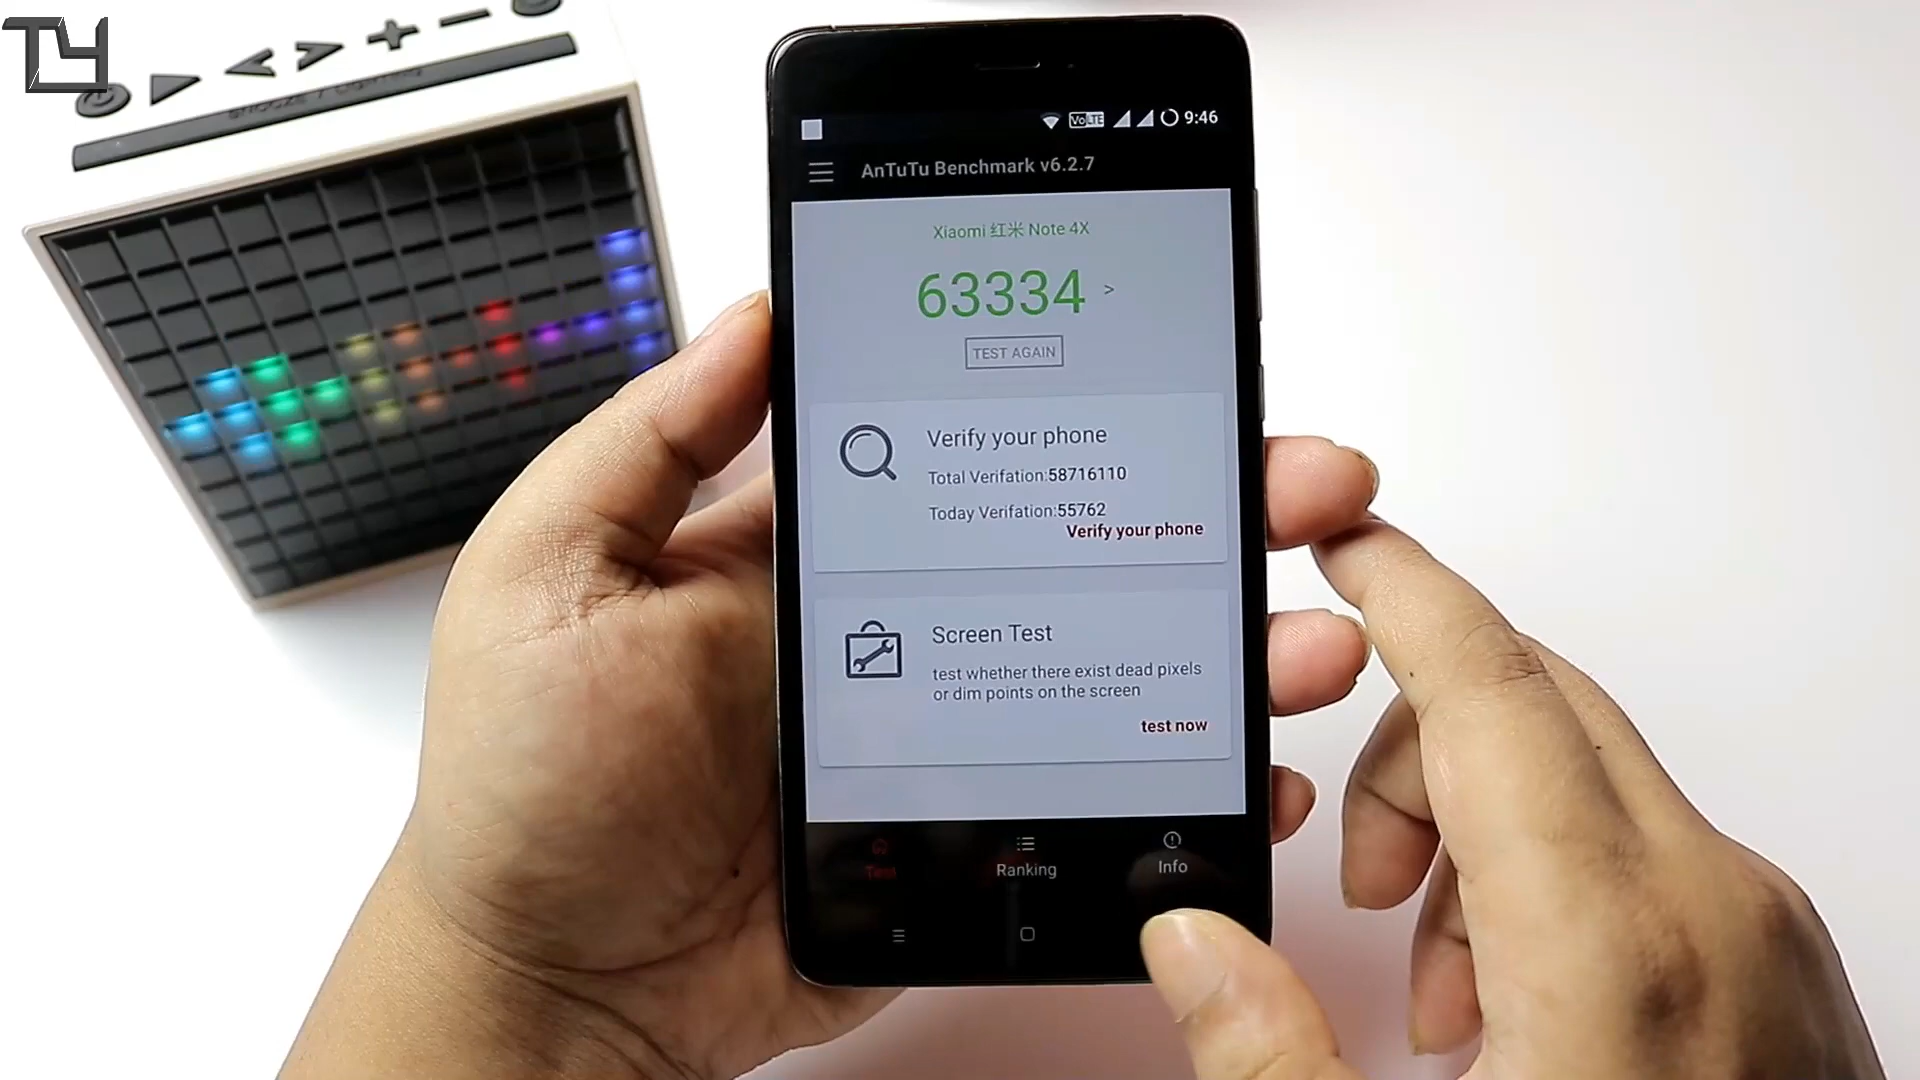 TY
9:46
VoLTE
AnTuTu Benchmark v6.2.7
Xiaomi 红米 Note 4X
63334 >
TEST AGAIN
Verify your phone
Total Verifation:58716110
Today Verifation:55762
Verify your phone
Screen Test
test whether there exist dead pixels
or dim points on the screen
test now
Test
Ranking
Info